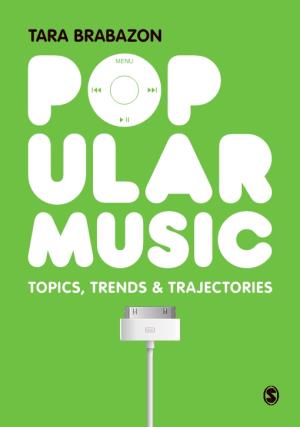 TARA BRABAZON
POP
MENU
ULAR
MUSIC
TOPICS, TRENDS & TRAJECTORIES
S